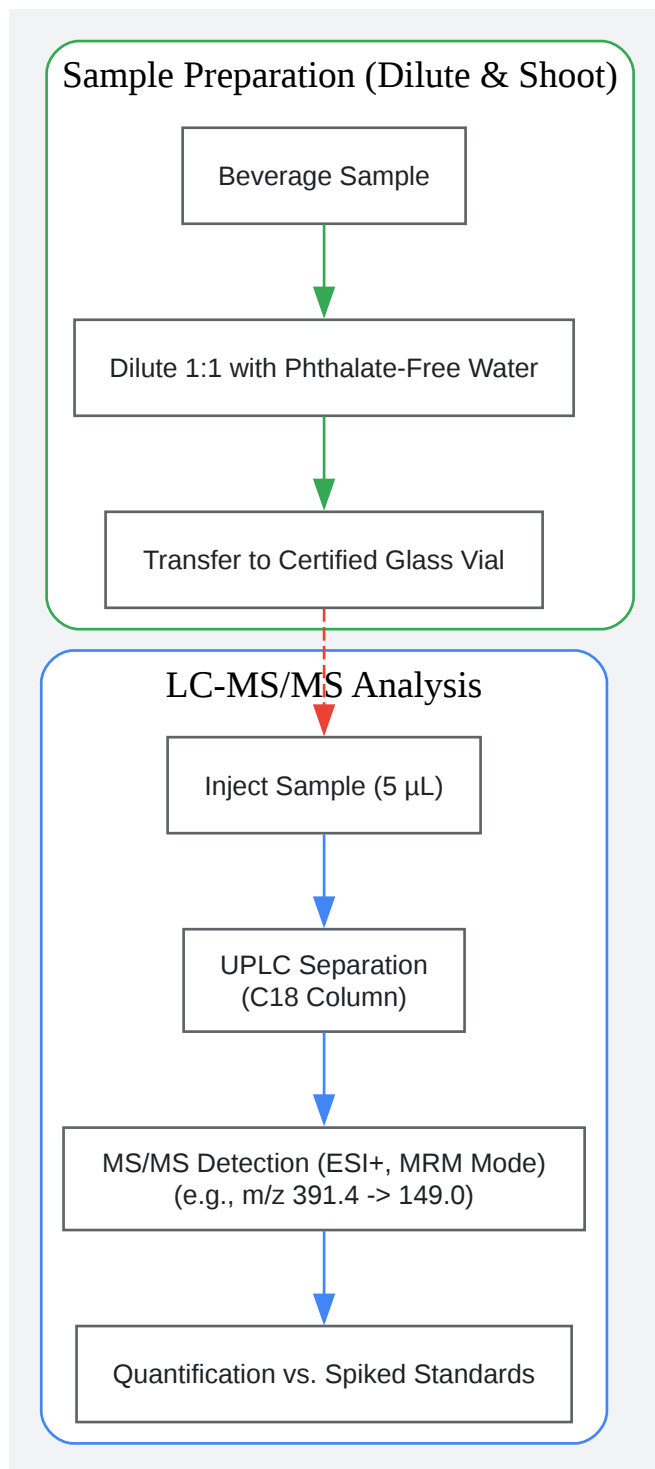 Sample Preparation (Dilute & Shoot)
Beverage Sample
Dilute 1:1 with Phthalate-Free Water
Transfer to Certified Glass Vial
LC-MS/MS Analysis
Inject Sample (5 µL)
UPLC Separation
(C18 Column)
MS/MS Detection (ESI+, MRM Mode)
(e.g., m/z 391.4 -> 149.0)
Quantification vs. Spiked Standards